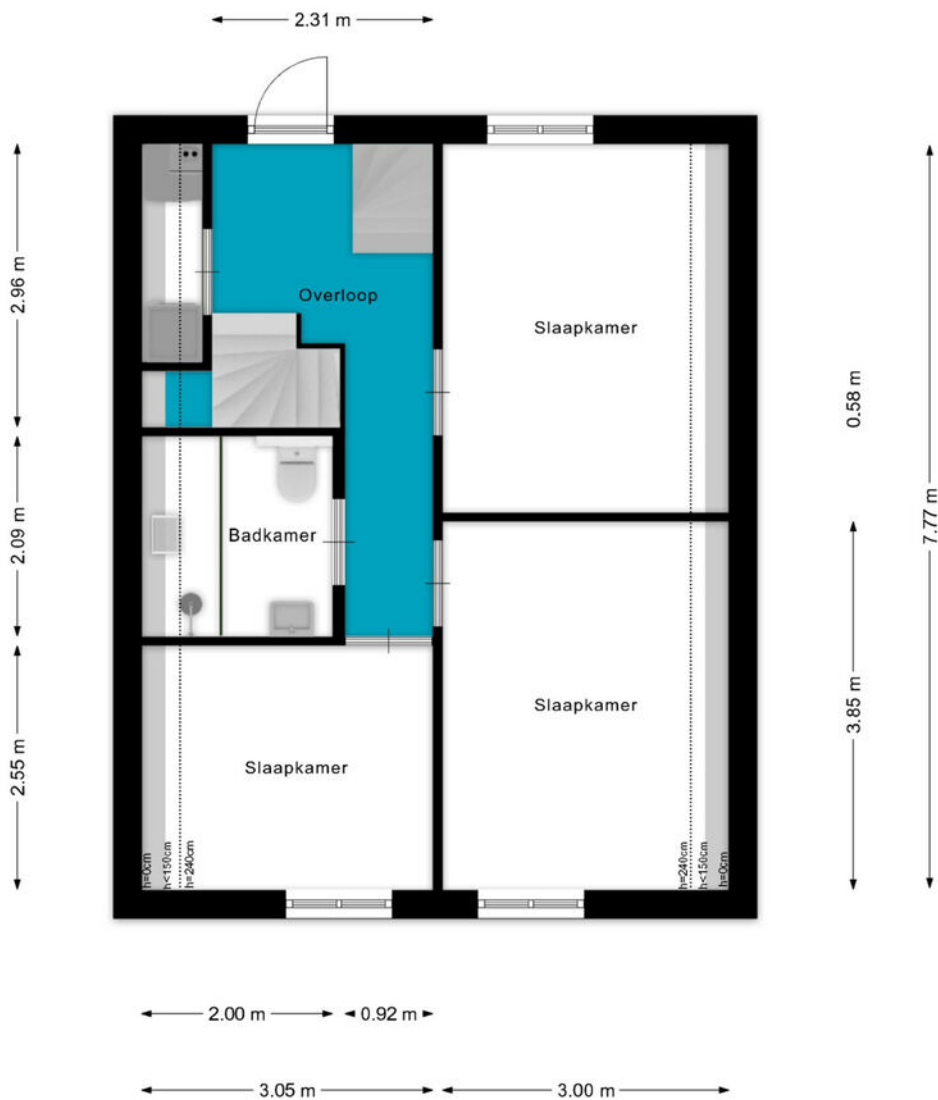 2.31 m
2.96 m
Overloop
Slaapkamer
0.58 m
7.77 m
2.09 m
Badkamer
3.85 m
Slaapkamer
2.55 m
Slaapkamer
h=0cm
h<150cm
h=240cm
h=240cm
h<150cm
h=0cm
2.00 m
0.92 m
3.05 m
3.00 m